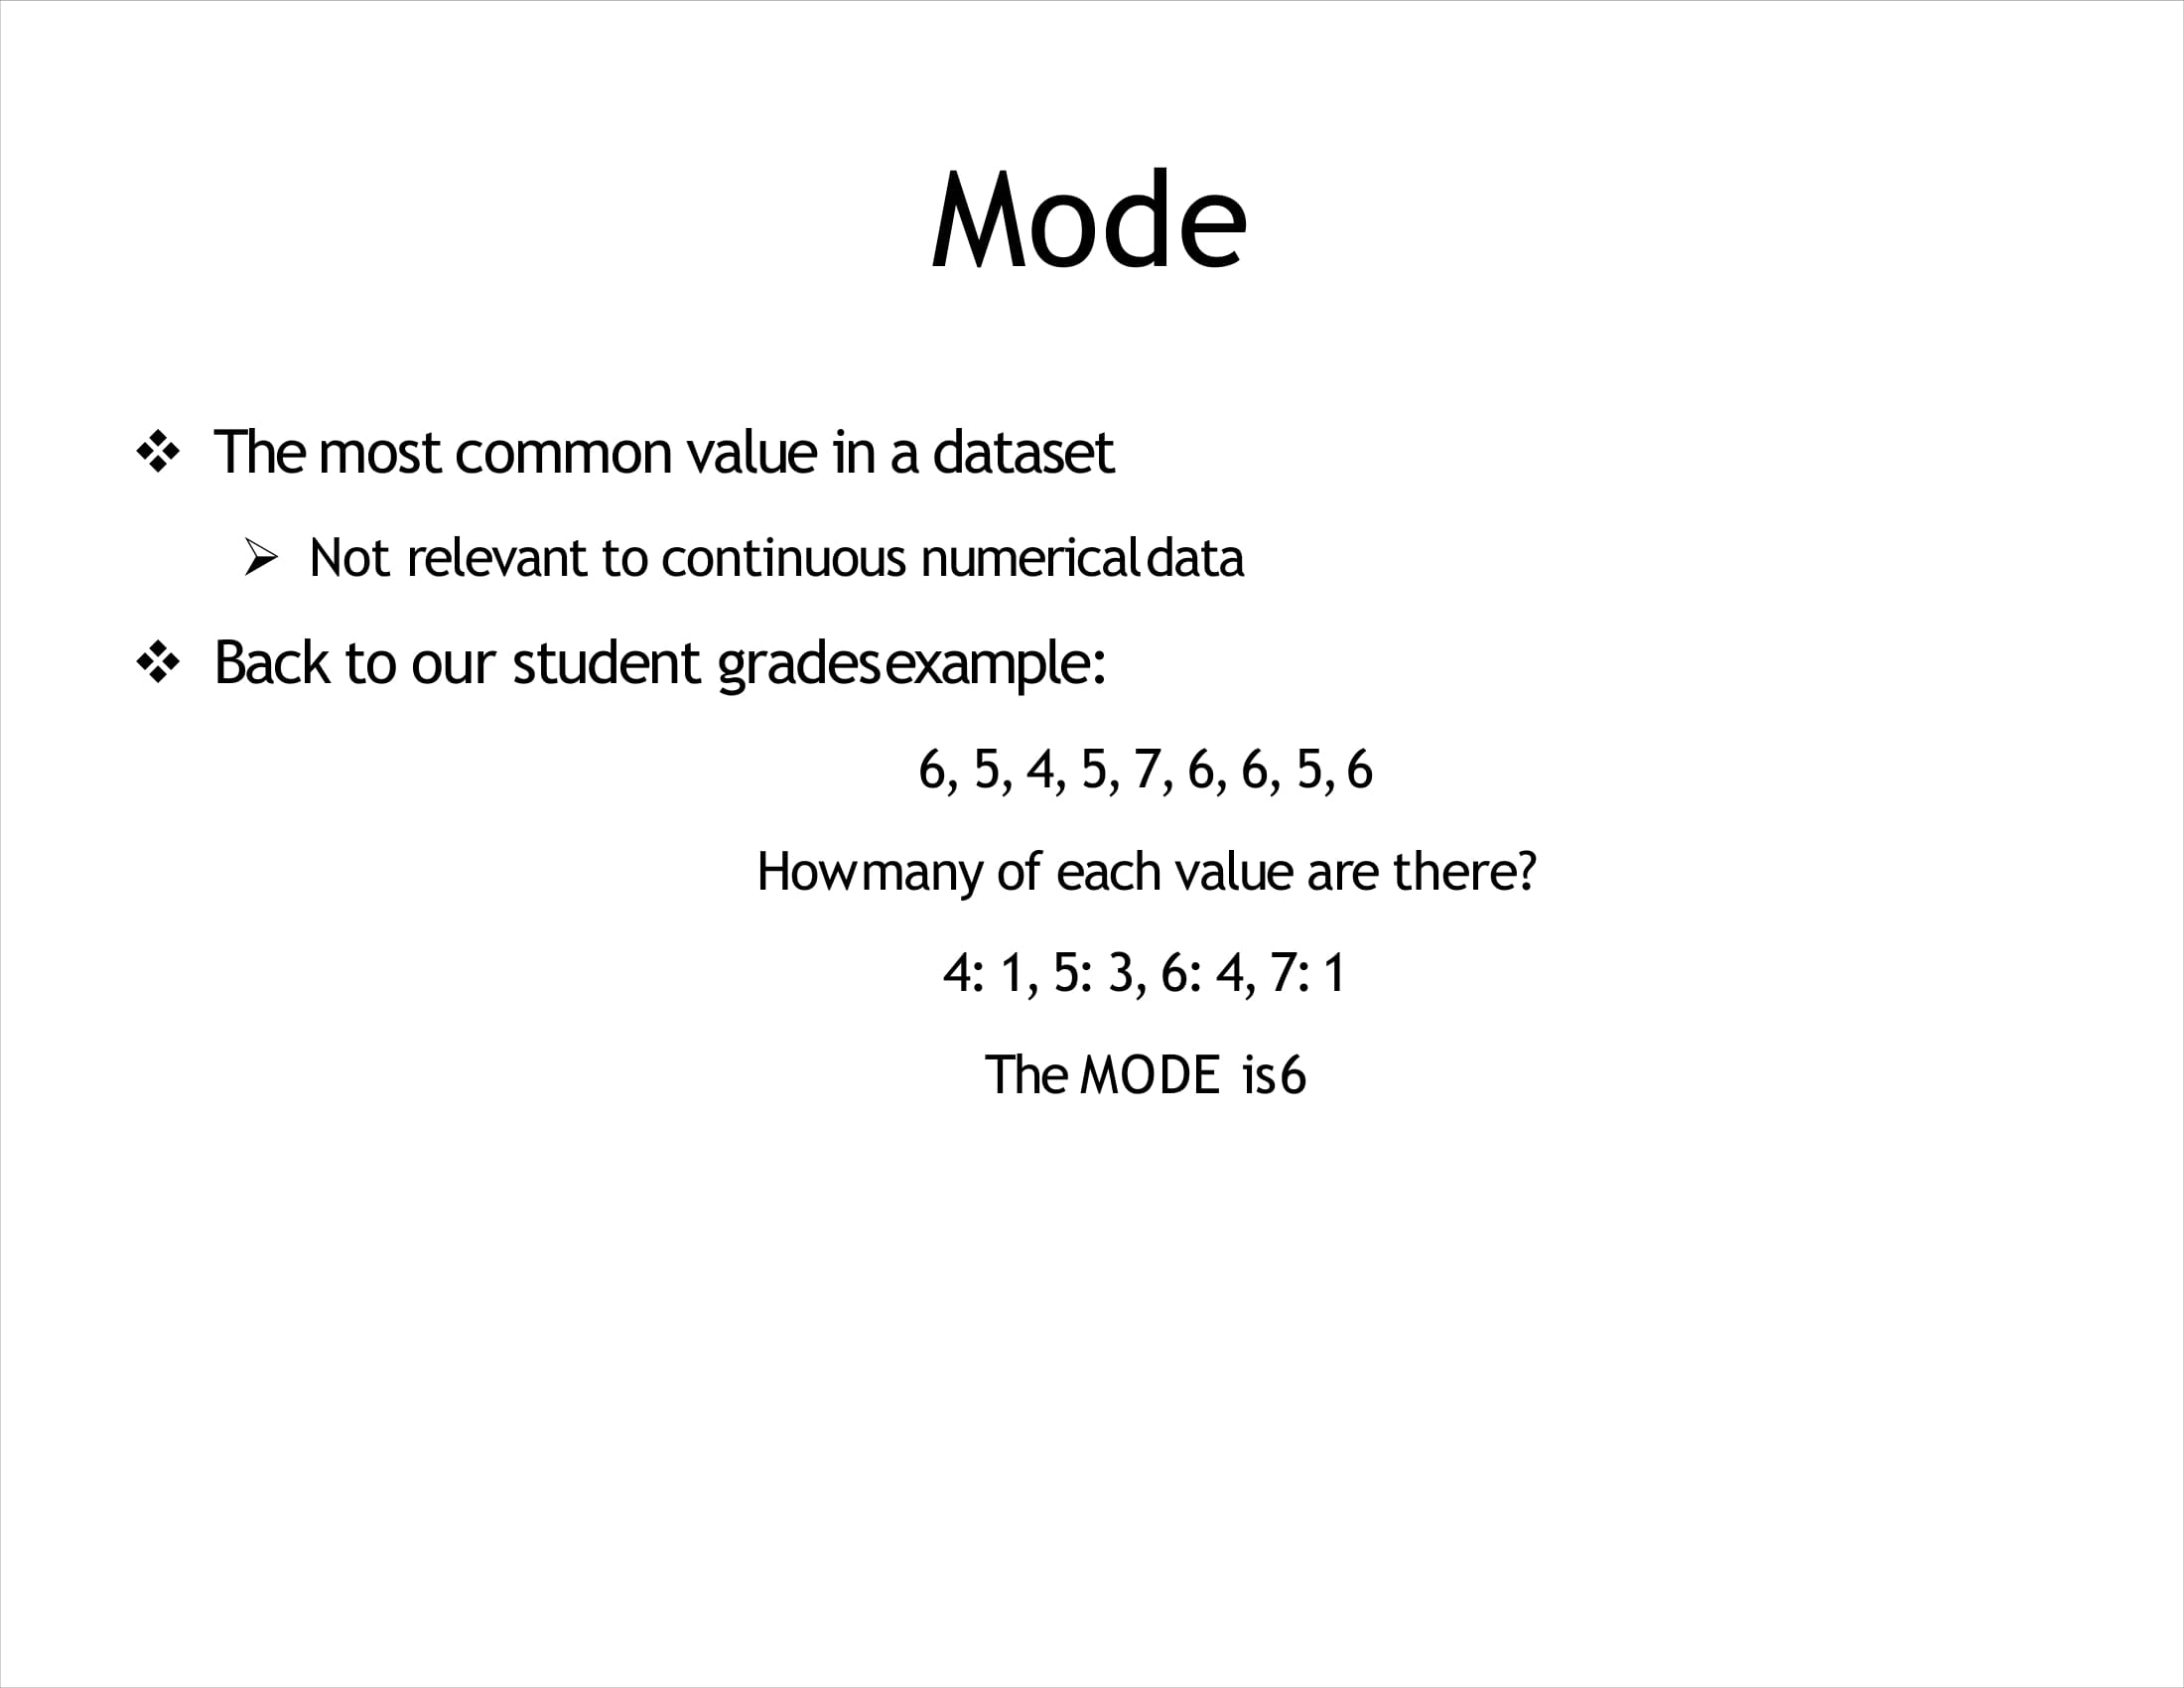 Mode
❖ The most common value in a dataset
➢ Not relevant to continuous numerical data
❖ Back to our student grades example:
6, 5, 4, 5, 7, 6, 6, 5, 6
How many of each value are there?
4: 1, 5: 3, 6: 4, 7: 1
The MODE is 6